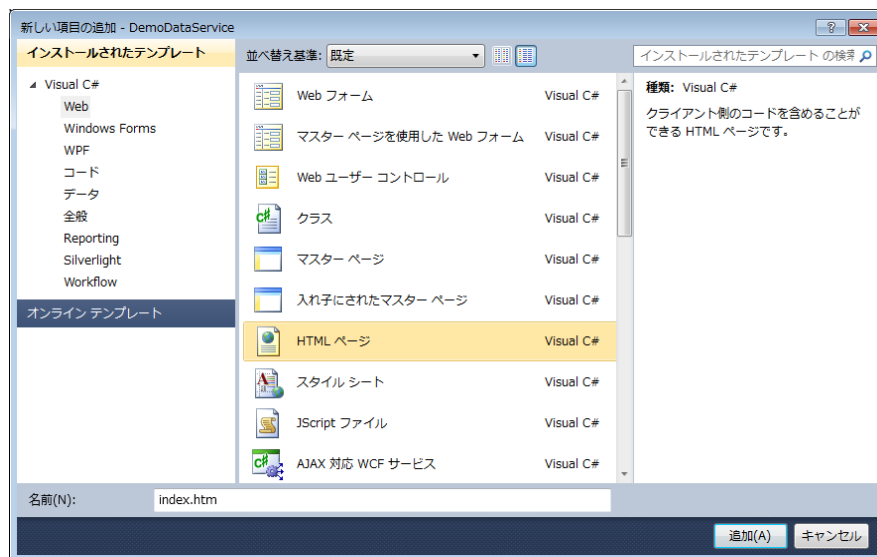 新しい項目の追加 - DemoDataService
インストールされたテンプレート
並べ替え基準: 既定
インストールされたテンプレート の検索
Visual C#
Web
Windows Forms
WPF
コード
データ
全般
Reporting
Silverlight
Workflow
オンライン テンプレート
Web フォーム Visual C#
マスター ページを使用した Web フォーム Visual C#
Web ユーザー コントロール Visual C#
クラス Visual C#
マスター ページ Visual C#
入れ子にされたマスター ページ Visual C#
HTML ページ Visual C#
スタイル シート Visual C#
JScript ファイル Visual C#
AJAX 対応 WCF サービス Visual C#
種類: Visual C#
クライアント側のコードを含めることが
できる HTML ページです。
名前(N): index.htm
追加(A) キャンセル